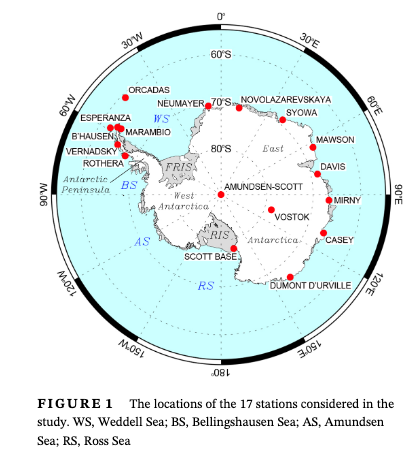 0°
30°W
30°E
60°S
ORCADAS
60°W
60°E
NEUMAYER
70°S
NOVOLAZAREVSKAYA
ESPERANZA
WS
SYOWA
B'HAUSEN
MARAMBIO
MAWSON
VERNADSKY
80°S
East
ROTHERA
FRIS
DAVIS
Antarctic
Peninsula
BS
AMUNDSEN-SCOTT
90°W
West
Antarctica
MIRNY
90°E
VOSTOK
AS
RIS
Antarctica
CASEY
SCOTT BASE
RS
DUMONT D'URVILLE
120°W
120°E
150°W
150°E
180°
FIGURE 1 The locations of the 17 stations considered in the
study. WS, Weddell Sea; BS, Bellingshausen Sea; AS, Amundsen
Sea; RS, Ross Sea